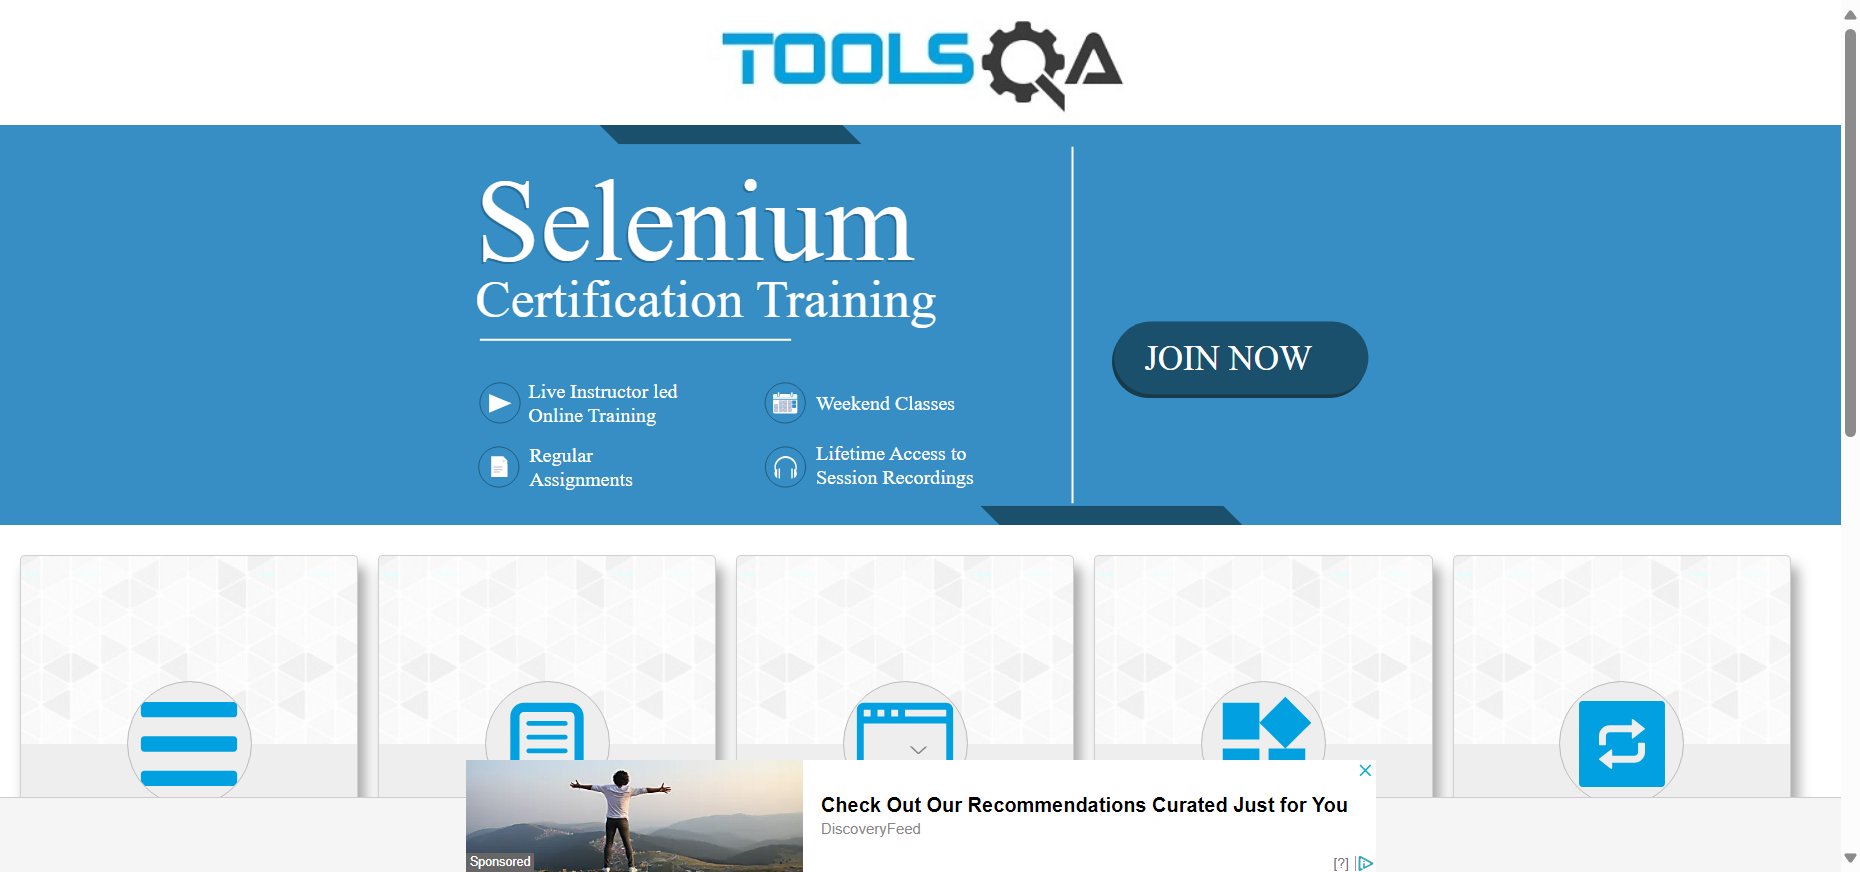 TOOLSQA
Selenium
Certification Training
JOIN NOW
Live Instructor led
Online Training
Weekend Classes
Regular
Assignments
Lifetime Access to
Session Recordings
Check Out Our Recommendations Curated Just for You
DiscoveryFeed
Sponsored
[?]